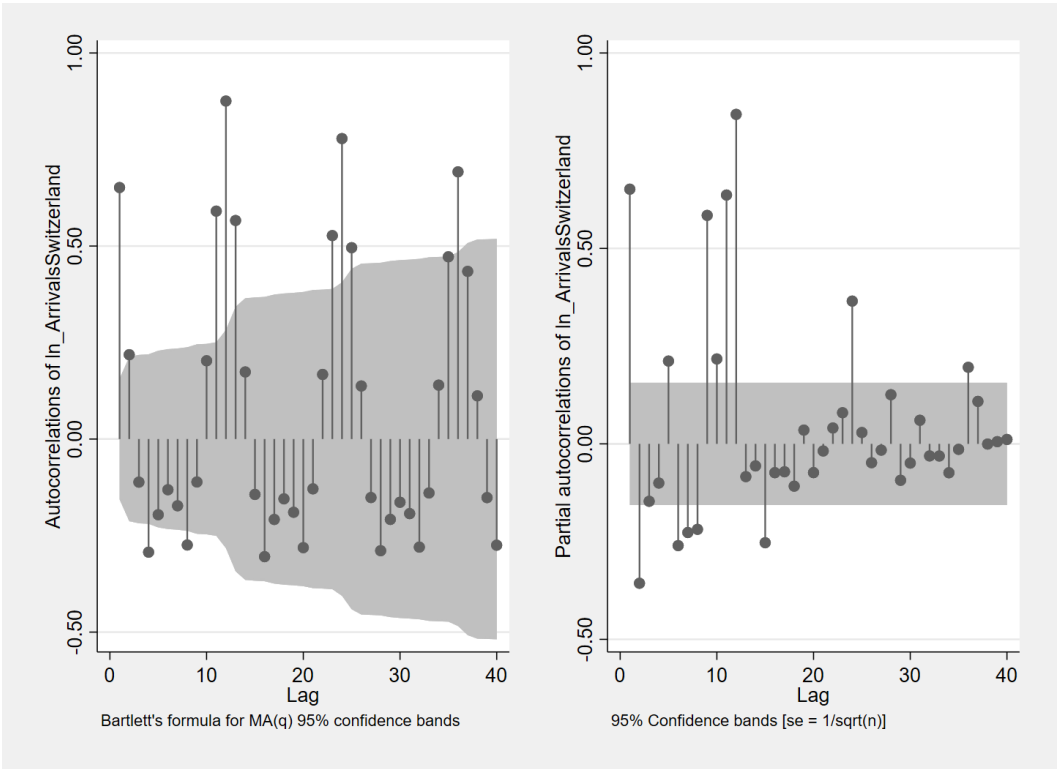 Autocorrelations of ln_ArrivalsSwitzerland
1.00
0.50
0.00
-0.50
0 10 20 30 40
Lag
Bartlett's formula for MA(q) 95% confidence bands
Partial autocorrelations of ln_ArrivalsSwitzerland
1.00
0.50
0.00
-0.50
0 10 20 30 40
Lag
95% Confidence bands [se = 1/sqrt(n)]